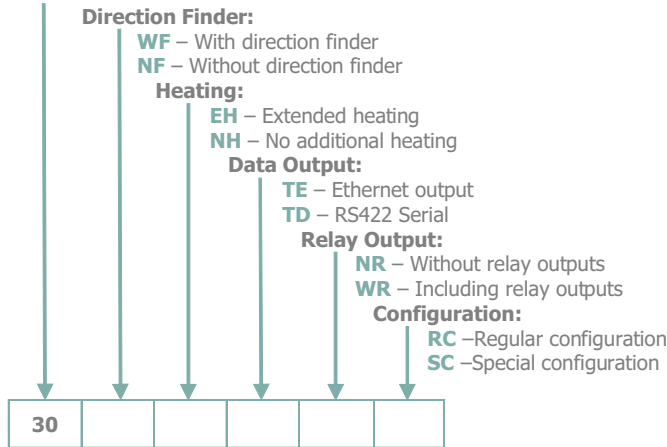 Direction Finder:
WF – With direction finder
NF – Without direction finder
Heating:
EH – Extended heating
NH – No additional heating
Data Output:
TE – Ethernet output
TD – RS422 Serial
Relay Output:
NR – Without relay outputs
WR – Including relay outputs
Configuration:
RC –Regular configuration
SC –Special configuration
30